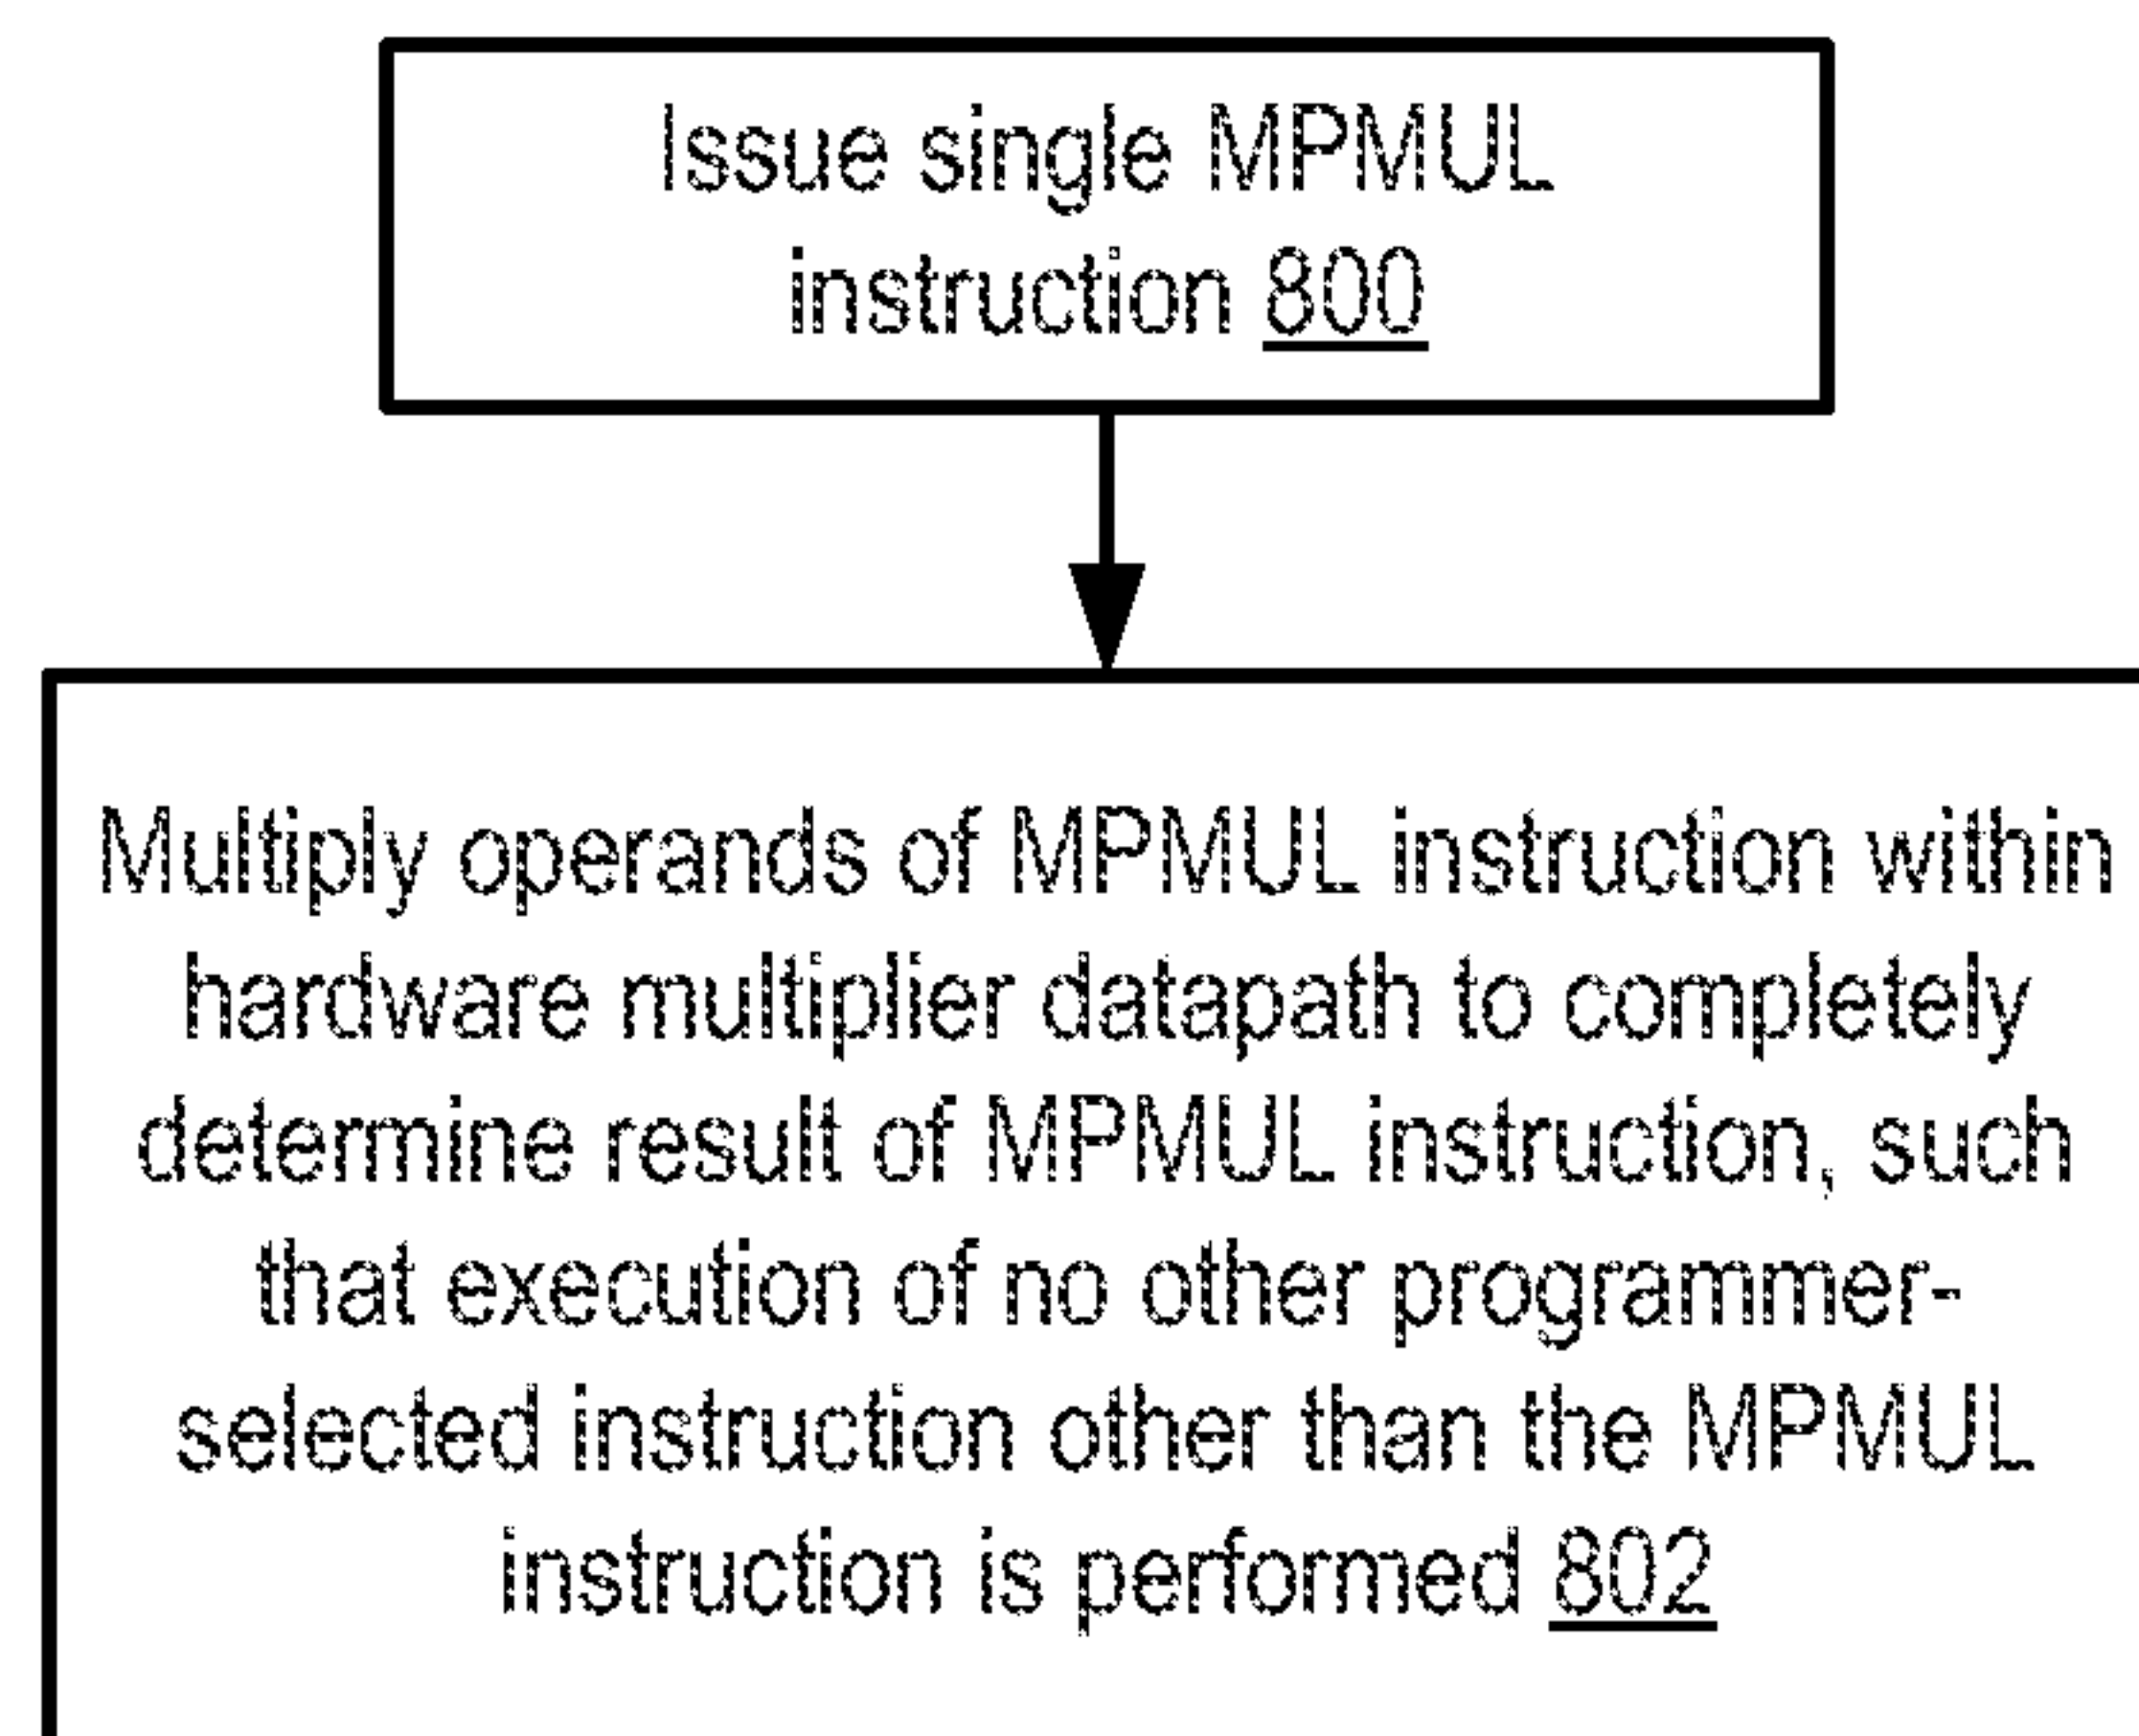 Issue single MPMUL
instruction 800
Multiply operands of MPMUL instruction within
hardware multiplier datapath to completely
determine result of MPMUL instruction, such
that execution of no other programmer-
selected instruction other than the MPMUL
instruction is performed 802